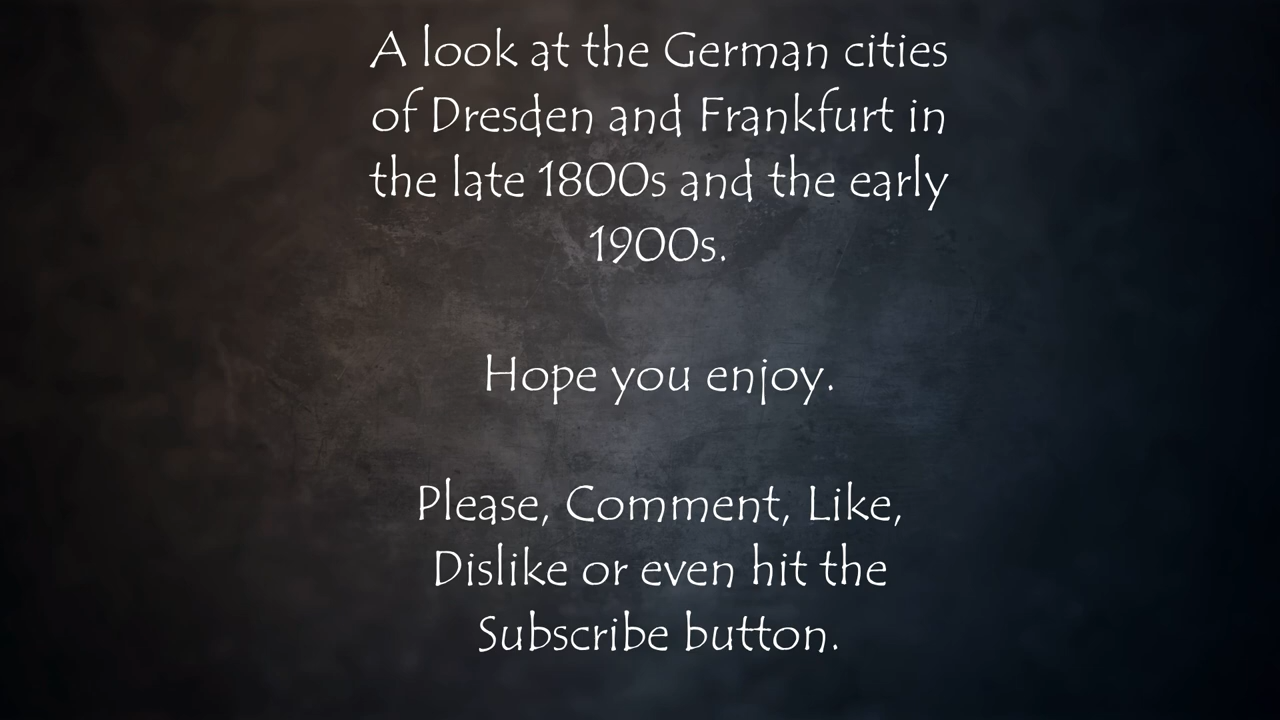 A look at the German cities
of Dresden and Frankfurt in
the late 1800s and the early
1900s.
Hope you enjoy.
Please, Comment, Like,
Dislike or even hit the
Subscribe button.